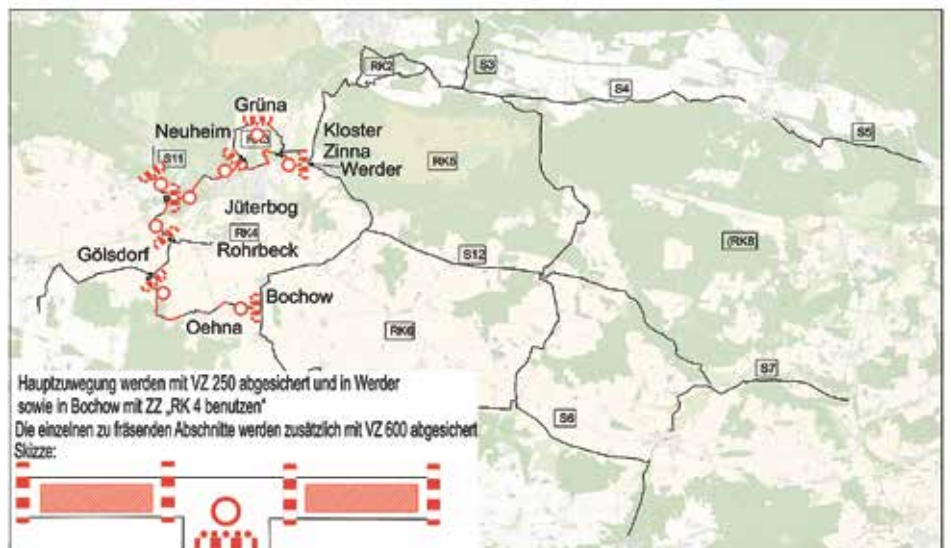 RK2
S3
S4
S5
Grüna
Neuheim
Kloster
Zinna
Werder
S11
RK5
Jüterbog
RK4
Rohrbeck
Gölsdorf
S12
(RK8
Bochow
Oehna
RK6
S7
S6
Hauptzuwegung werden mit VZ 250 abgesichert und in Werder
sowie in Bochow mit ZZ „RK 4 benutzen“
Die einzelnen zu fräsenden Abschnitte werden zusätzlich mit VZ 600 abgesichert
Skizze: